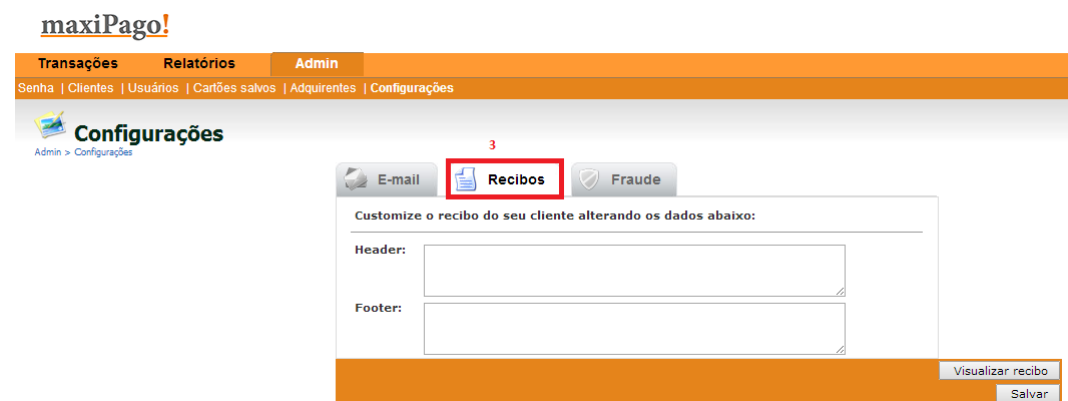 maxiPago!
Transações Relatórios Admin
Senha | Clientes | Usuários | Cartões salvos | Adquirentes | Configurações
Configurações
Admin > Configurações
3
E-mail Recibos Fraude
Customize o recibo do seu cliente alterando os dados abaixo:
Header:
Footer:
Visualizar recibo
Salvar